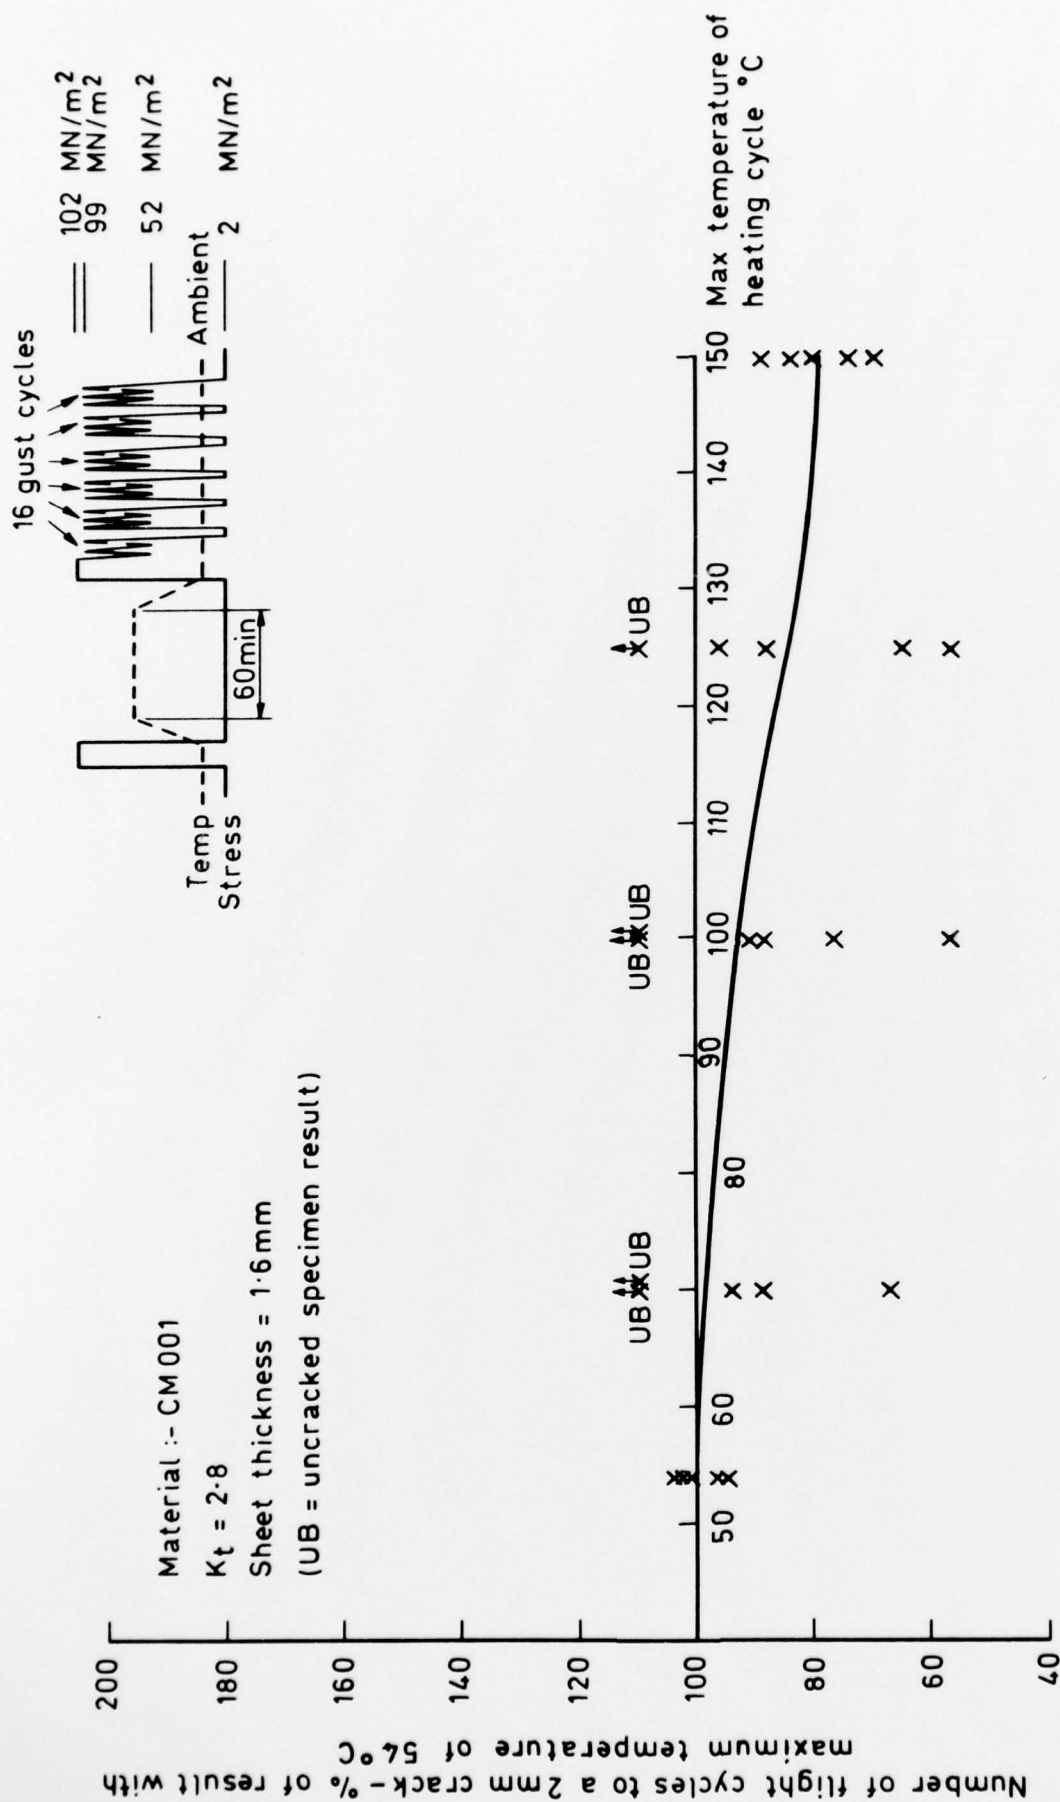 16 gust cycles
102 MN/m²
99 MN/m²
52 MN/m²
Temp
Ambient
Stress
2 MN/m²
60min
Material :- CM 001
Kt = 2·8
Sheet thickness = 1·6mm
(UB = uncracked specimen result)
Number of flight cycles to a 2mm crack-% of result with
maximum temperature of 54°C
200
180
160
140
120
100
80
60
40
UB
UB
UB
UB
UB
50
60
80
90
100
110
120
130
140
150
Max temperature of
heating cycle °C